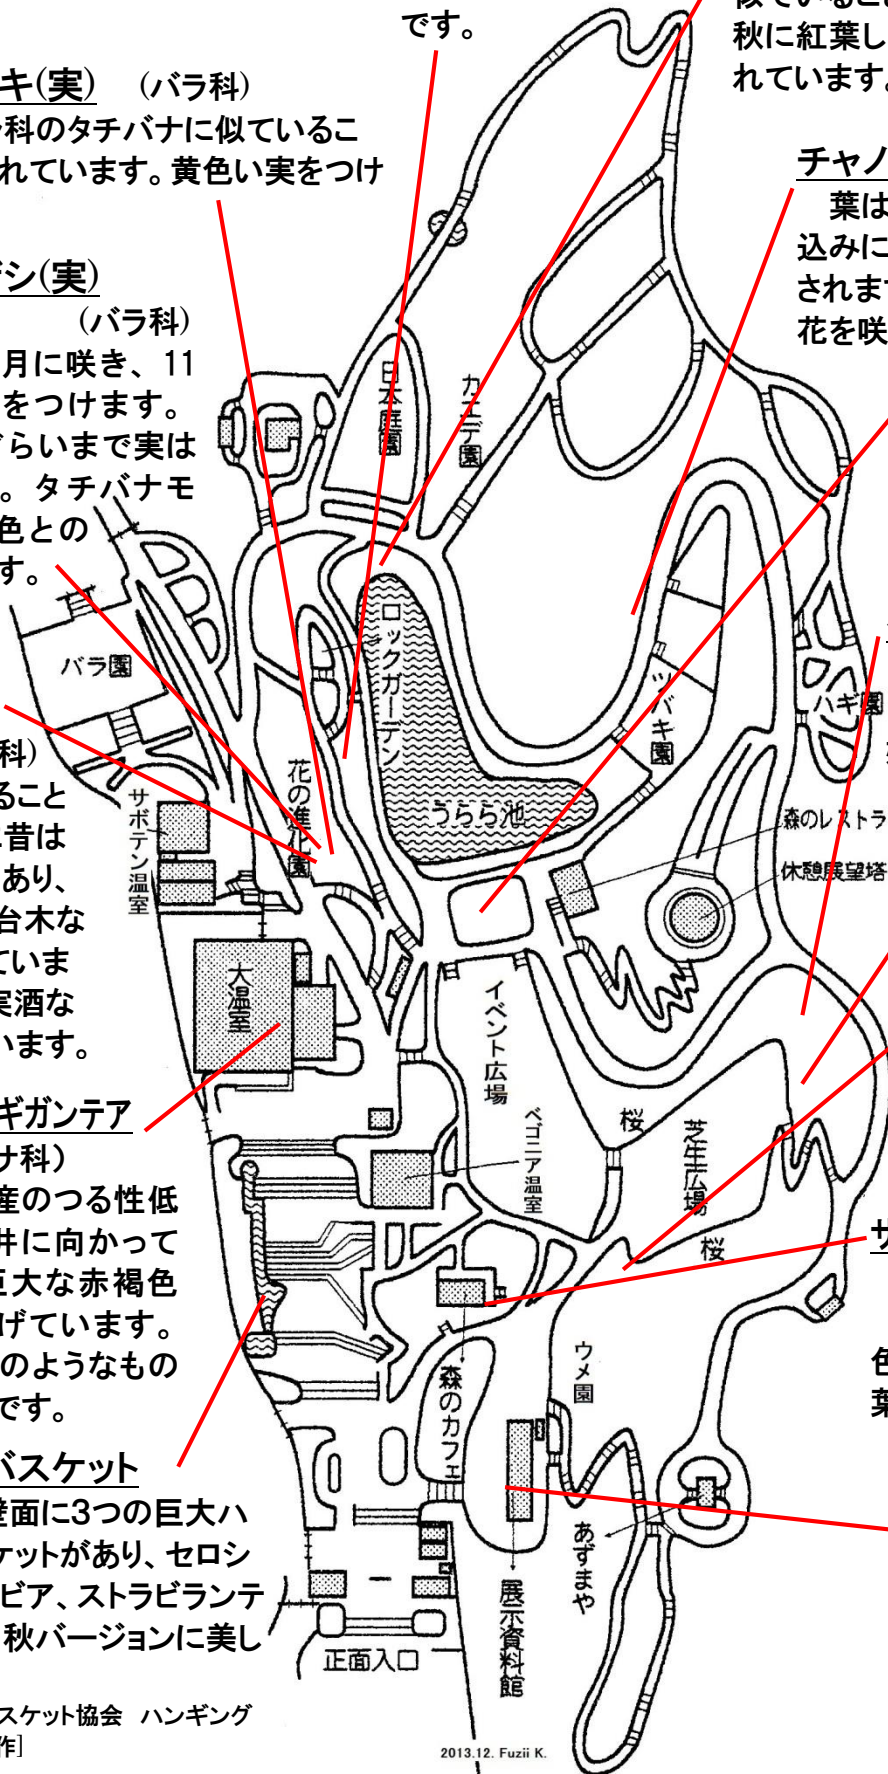 です。
似ていること
秋に紅葉し
れています。
キ(実) (バラ科)
科のタチバナに似ているこ
れています。黄色い実をつけ
チャノ
葉は
込みに
されます
花を咲
シ(実)
(バラ科)
月に咲き、11
をつけます。
ぐらいまで実は
。タチバナモ
色との
す。
日本庭園
カエデ園
ロックガーデン
バラ園
ツバキ園
ハギ園
科)
ること
昔は
あり、
台木な
ていま
実酒な
います。
サボテン温室
花の進化園
うらら池
森のレストラ
休憩展望塔
大温室
イベント広場
ベゴニア温室
桜
芝生広場
桜
ギガンテア
ナ科)
産のつる性低
井に向かって
巨大な赤褐色
げています。
のようなもの
です。
サ
色
葉
ウメ園
森のカフェ
バスケット
壁面に3つの巨大ハ
ケットがあり、セロシ
ビア、ストラビランテ
秋バージョンに美し
あずまや
展示資料館
正面入口
スケット協会 ハンギング
作]
2013.12. Fuzii K.